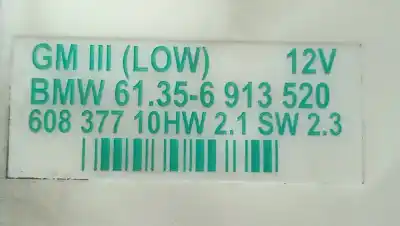 GM III (LOW) 12V
BMW 61.35-6 913 520
608 377 10HW 2.1 SW 2.3